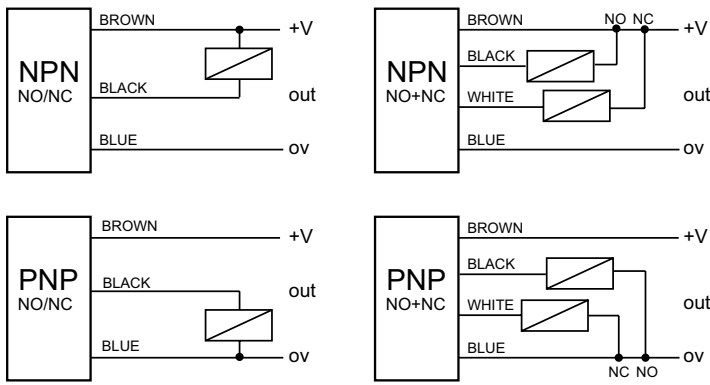 BROWN
+V
NPN
NO/NC
BLACK
out
BLUE
ov
BROWN
NO NC
+V
BLACK
NPN
NO+NC
WHITE
out
BLUE
ov
BROWN
+V
PNP
NO/NC
BLACK
out
BLUE
ov
BROWN
+V
BLACK
PNP
NO+NC
WHITE
out
BLUE
ov
NC NO